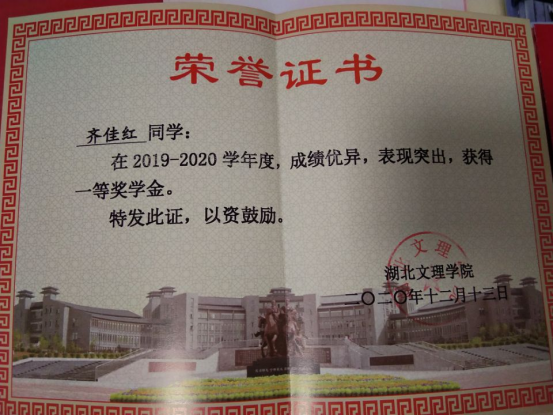 荣誉证书
齐佳红 同学：
在 2019-2020 学年度，成绩优异，表现突出，获得
一等奖学金。
特发此证，以资鼓励。
湖北文理学院
二〇二〇年十二月十三日